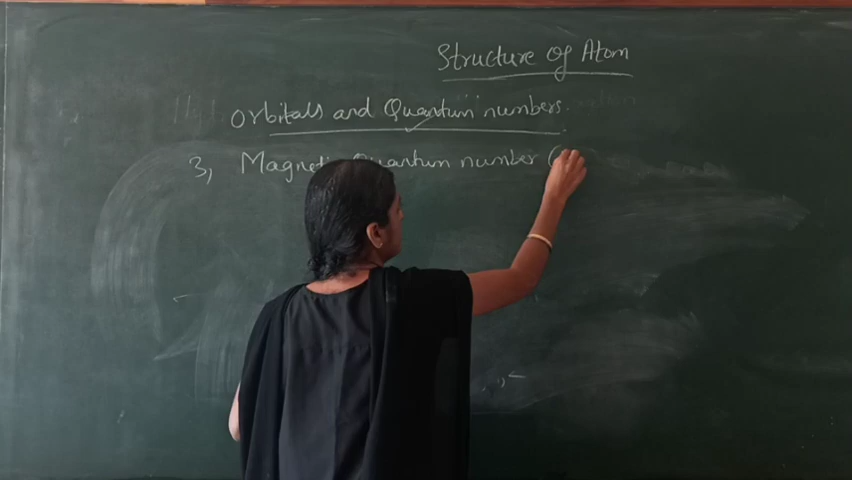 Structure of Atom
Orbitals and Quantum numbers.
3, Magnetic Quantum number (